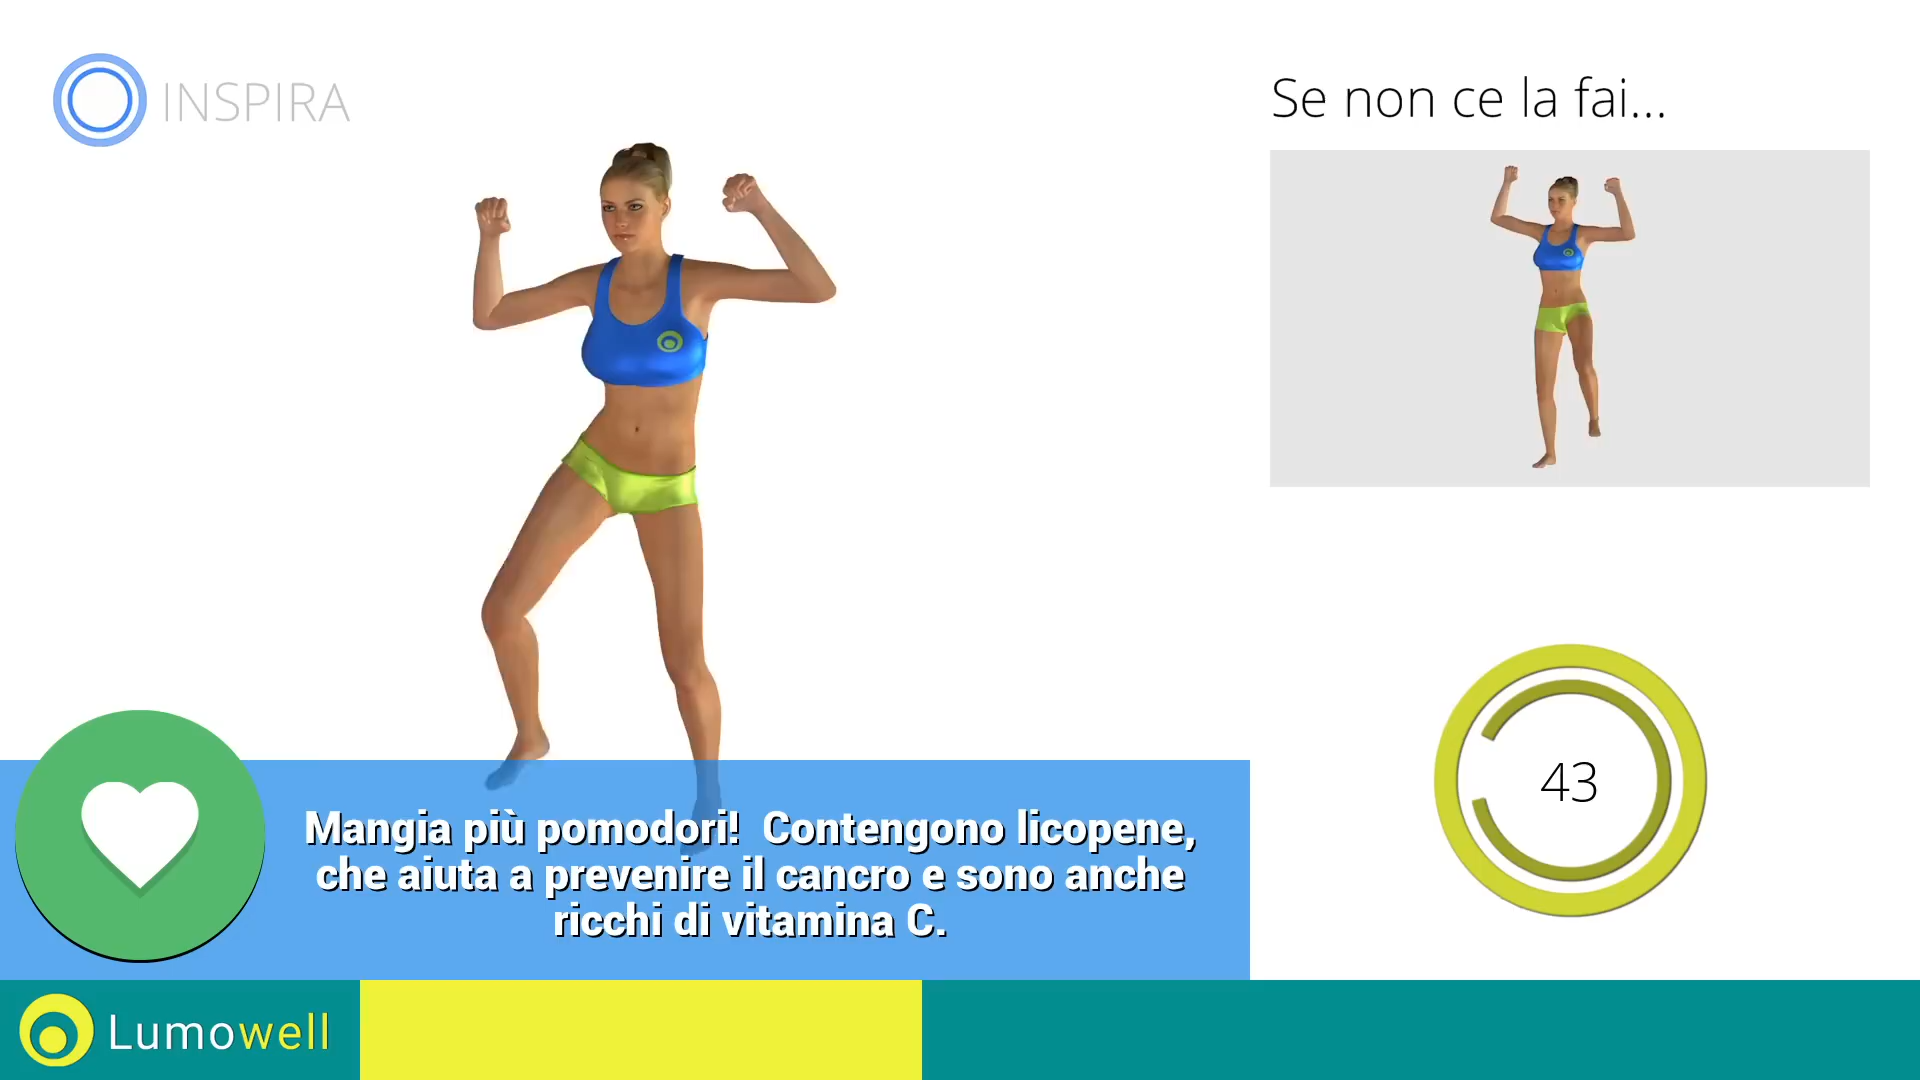 INSPIRA
Se non ce la fai...
43
Mangia più pomodori! Contengono licopene,
che aiuta a prevenire il cancro e sono anche
ricchi di vitamina C.
Lumowell